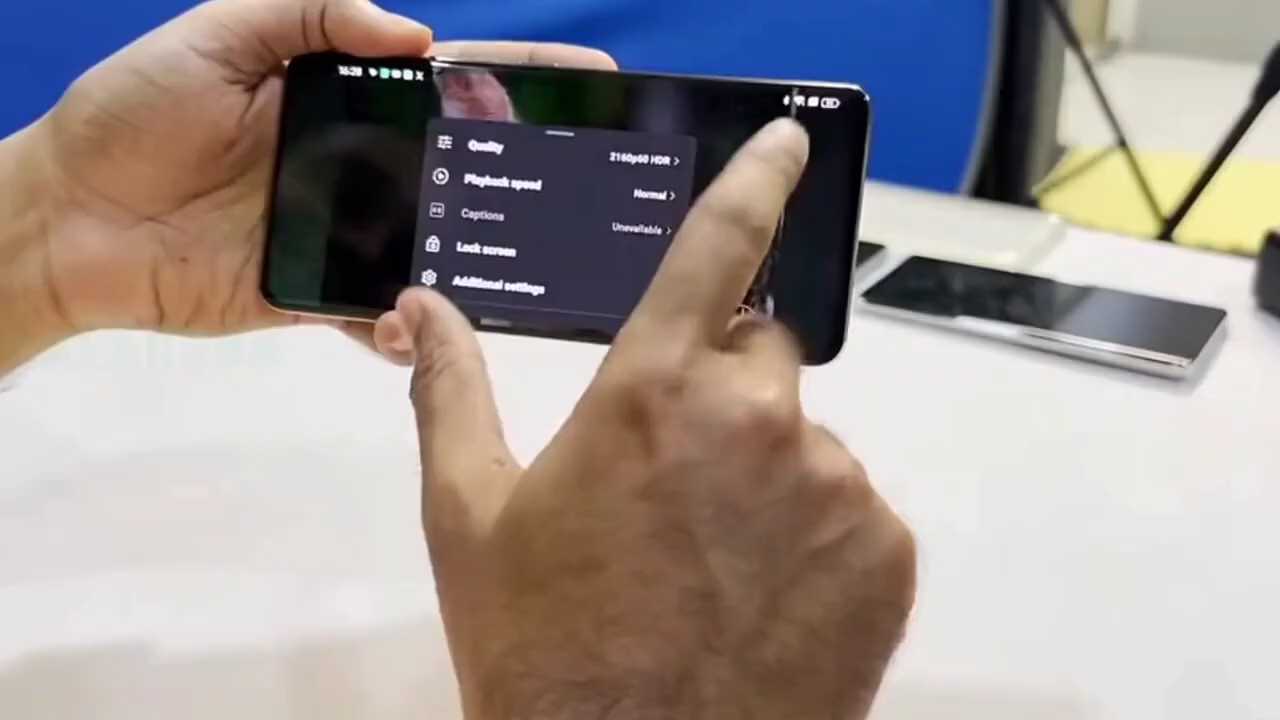 Quality
2160p60 HDR
Playback speed
Normal
Captions
Unavailable
Lock screen
Additional settings